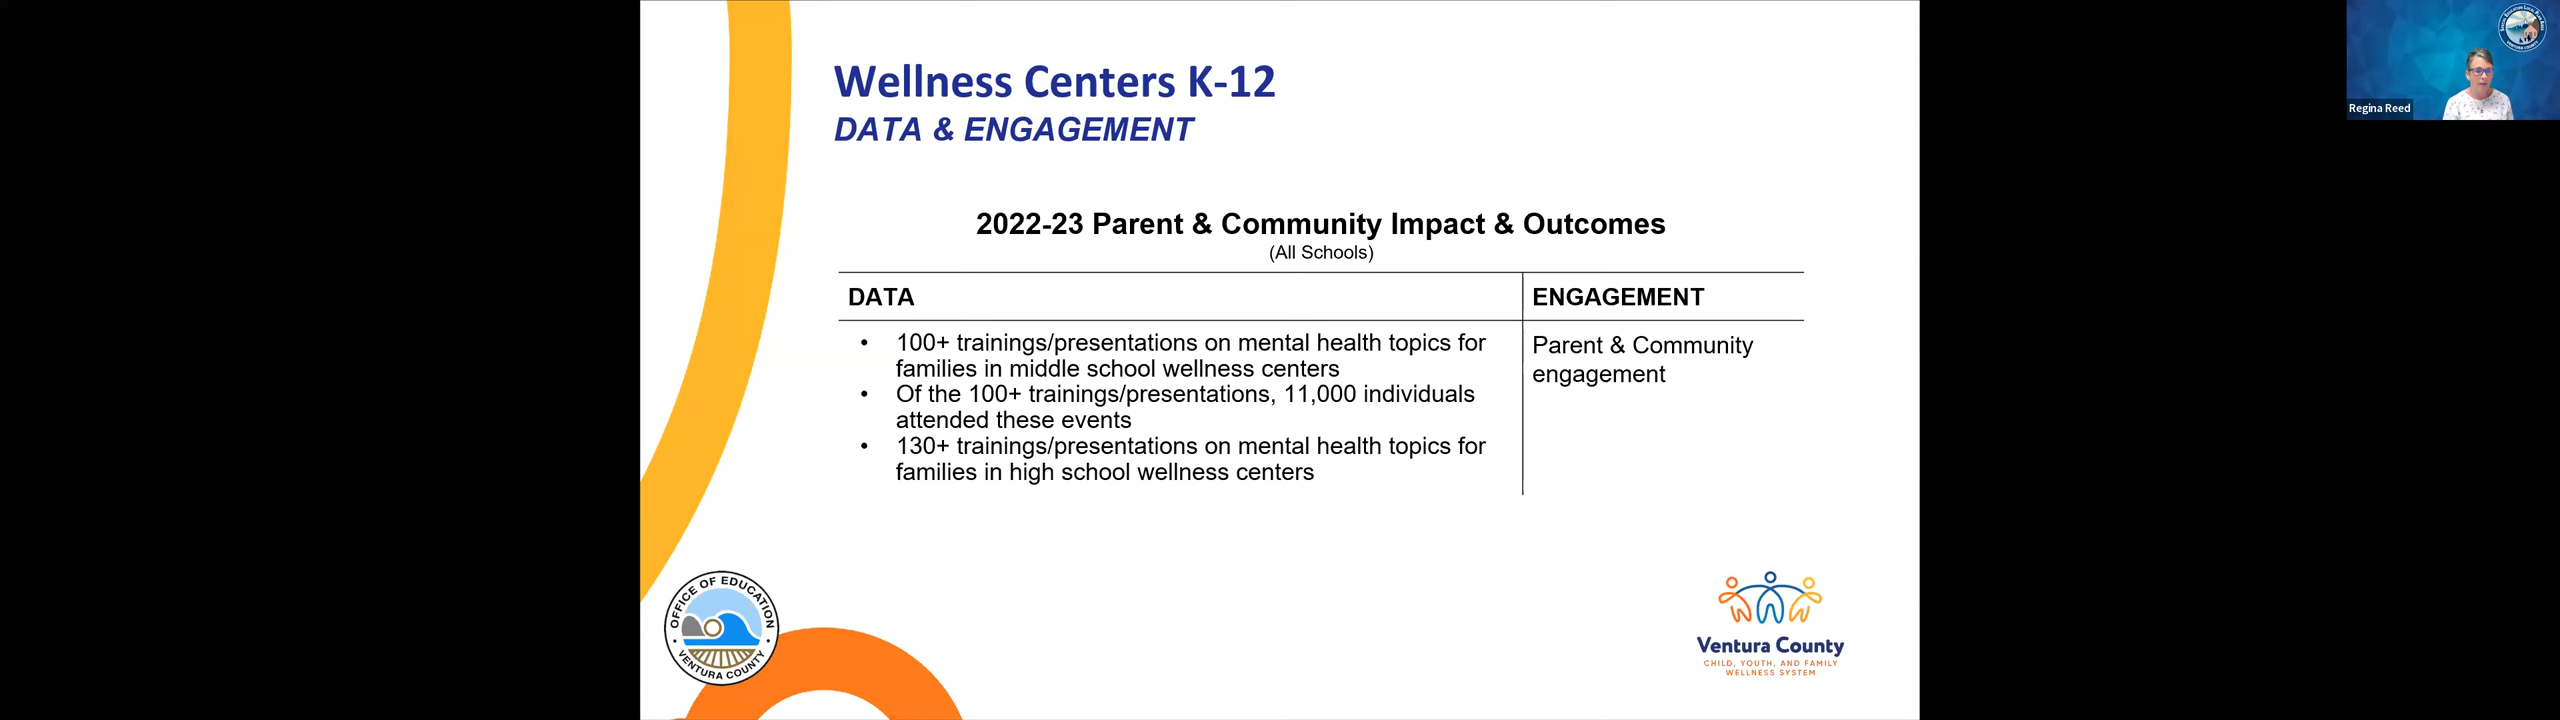 Wellness Centers K-12
DATA & ENGAGEMENT
2022-23 Parent & Community Impact & Outcomes
(All Schools)
DATA
ENGAGEMENT
• 100+ trainings/presentations on mental health topics for
families in middle school wellness centers
• Of the 100+ trainings/presentations, 11,000 individuals
attended these events
• 130+ trainings/presentations on mental health topics for
families in high school wellness centers
Parent & Community
engagement
OFFICE OF EDUCATION
VENTURA COUNTY
Ventura County
CHILD, YOUTH, AND FAMILY
WELLNESS SYSTEM
Regina Reed
VENTURA COUNTY